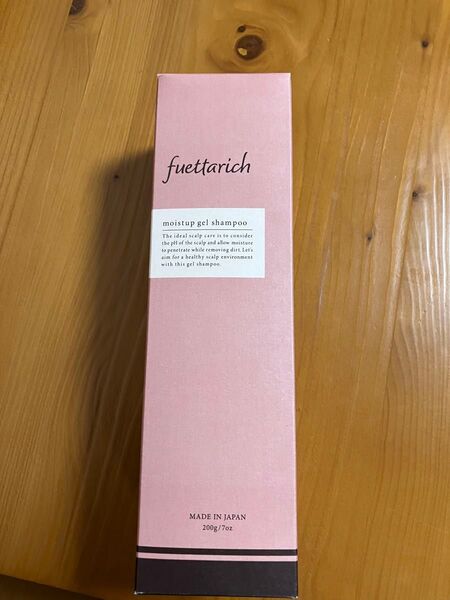 fuettarich
moistup gel shampoo
The ideal scalp care is to consider
the pH of the scalp and allow moisture
to penetrate while removing dirt. Let's
aim for a healthy scalp environment
with this gel shampoo.
MADE IN JAPAN
200g/7oz